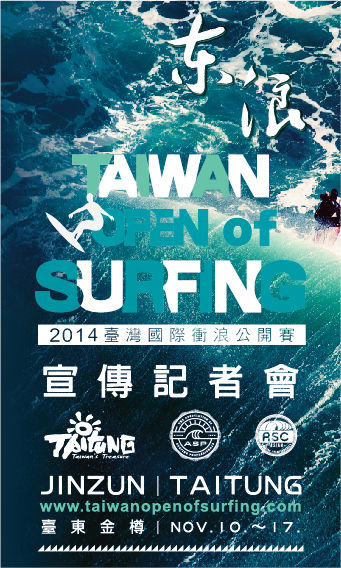 东浪
TAIWAN
OPEN of
SURFING
2014臺灣國際衝浪公開賽
宣傳記者會
TAITUNG
Taiwan's Treasure
ASP
ASC
JINZUN | TAITUNG
www.taiwanopenofsurfing.com
臺東金樽 | NOV. 10.~17.